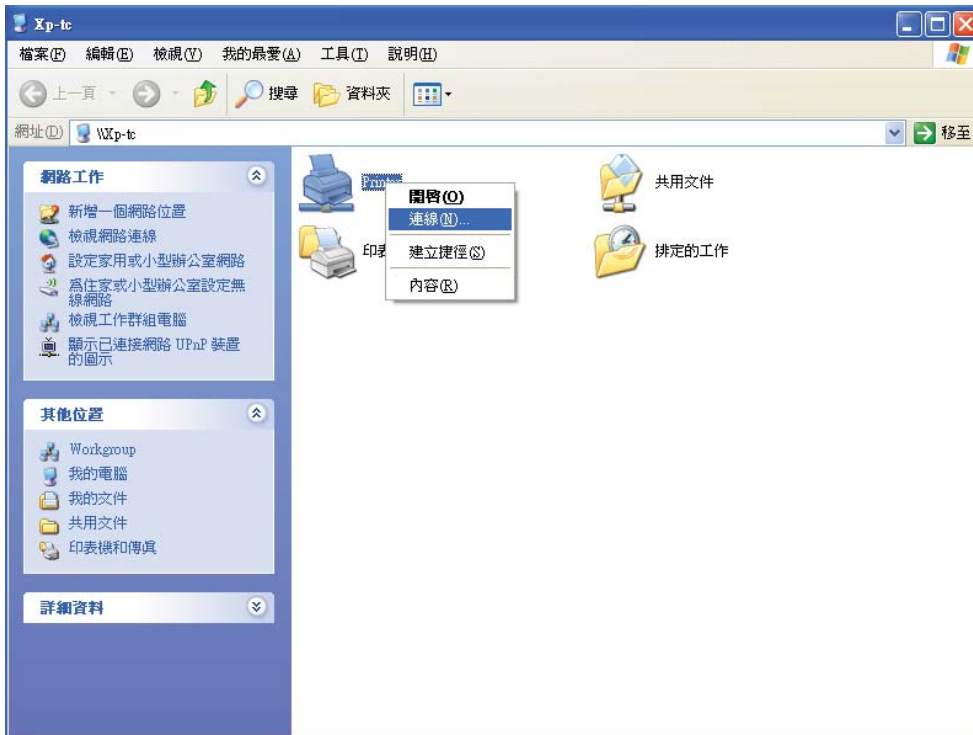 Xp-tc
檔案(F) 編輯(E) 檢視(V) 我的最愛(A) 工具(T) 說明(H)
上一頁 搜尋 資料夾
網址(D) \\Xp-tc 移至
網路工作
新增一個網路位置
檢視網路連線
設定家用或小型辦公室網路
為住家或小型辦公室設定無
線網路
檢視工作群組電腦
顯示已連接網路 UPnP 裝置
的圖示
其他位置
Workgroup
我的電腦
我的文件
共用文件
印表機和傳真
詳細資料
Printer
開啓(O)
連線(N)...
建立捷徑(S)
內容(R)
共用文件
排定的工作